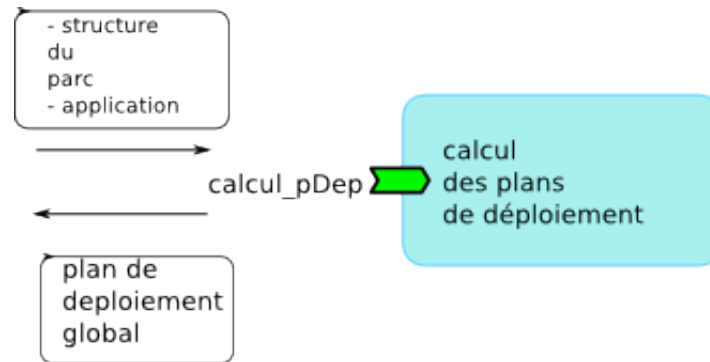 - structure
du
parc
- application
calcul_pDep
calcul
des plans
de déploiement
plan de
deploiement
global